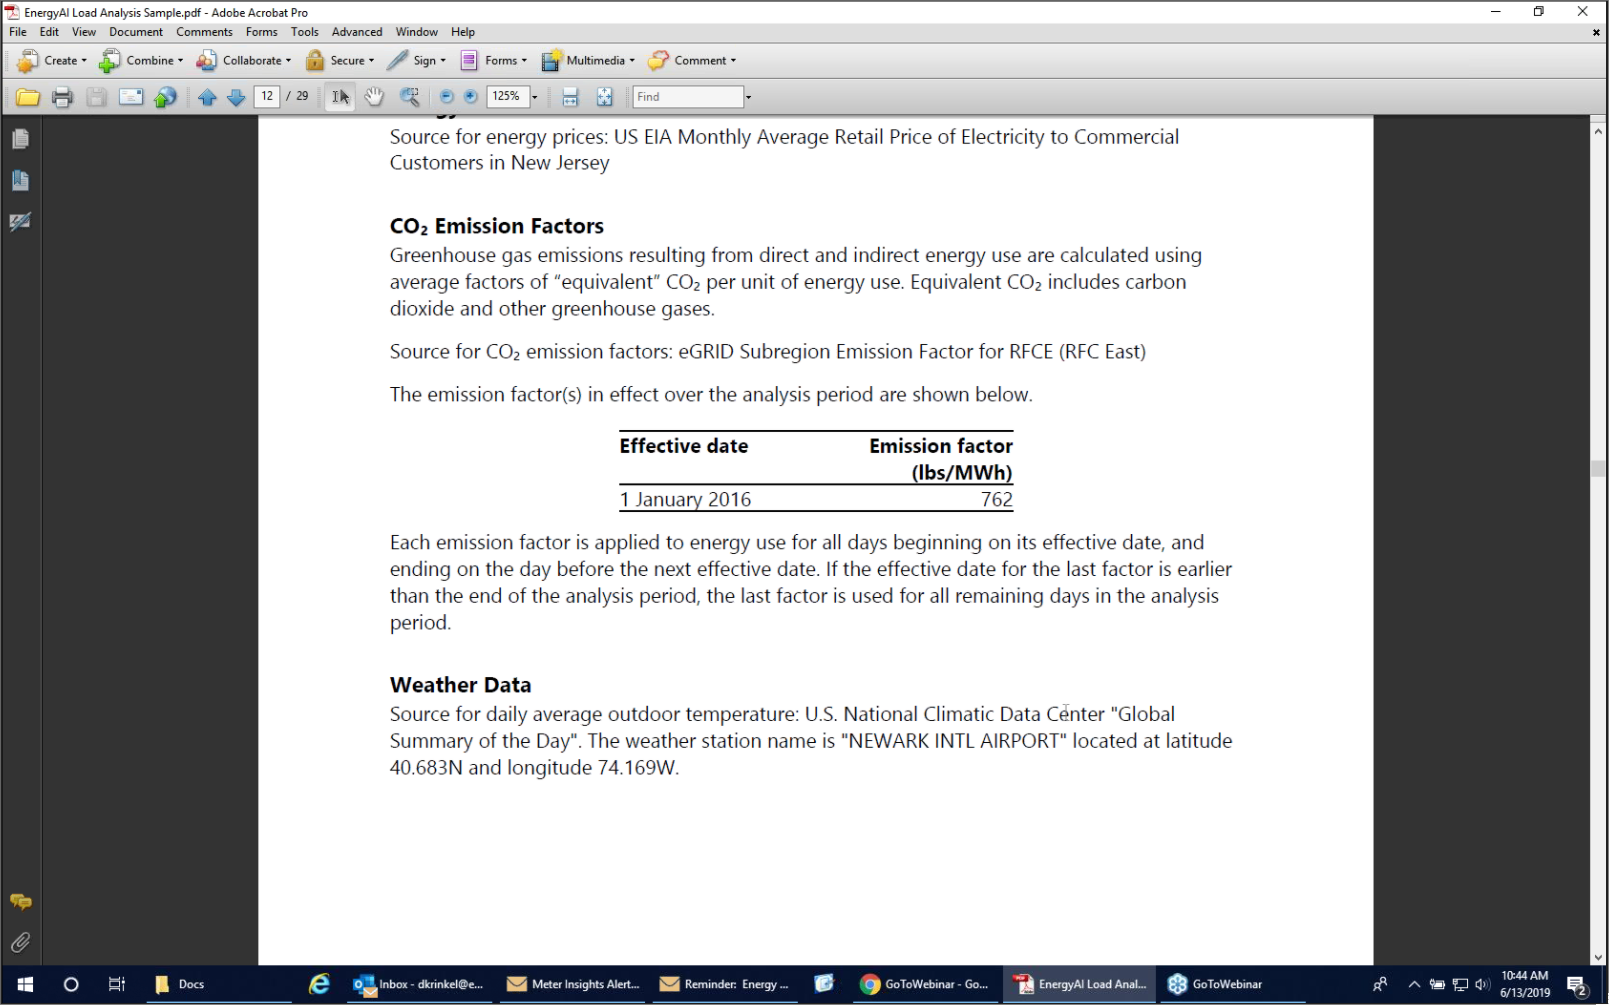 EnergyAI Load Analysis Sample.pdf - Adobe Acrobat Pro
File Edit View Document Comments Forms Tools Advanced Window Help
Create Combine Collaborate Secure Sign Forms Multimedia Comment
12 / 29 125% Find
Source for energy prices: US EIA Monthly Average Retail Price of Electricity to Commercial
Customers in New Jersey
CO₂ Emission Factors
Greenhouse gas emissions resulting from direct and indirect energy use are calculated using
average factors of “equivalent” CO₂ per unit of energy use. Equivalent CO₂ includes carbon
dioxide and other greenhouse gases.
Source for CO₂ emission factors: eGRID Subregion Emission Factor for RFCE (RFC East)
The emission factor(s) in effect over the analysis period are shown below.
Effective date Emission factor
(lbs/MWh)
1 January 2016 762
Each emission factor is applied to energy use for all days beginning on its effective date, and
ending on the day before the next effective date. If the effective date for the last factor is earlier
than the end of the analysis period, the last factor is used for all remaining days in the analysis
period.
Weather Data
Source for daily average outdoor temperature: U.S. National Climatic Data Center "Global
Summary of the Day". The weather station name is "NEWARK INTL AIRPORT" located at latitude
40.683N and longitude 74.169W.
Docs Inbox - dkrinkel@e... Meter Insights Alert... Reminder: Energy ... GoToWebinar - Go... EnergyAI Load Anal... GoToWebinar
10:44 AM
6/13/2019
2